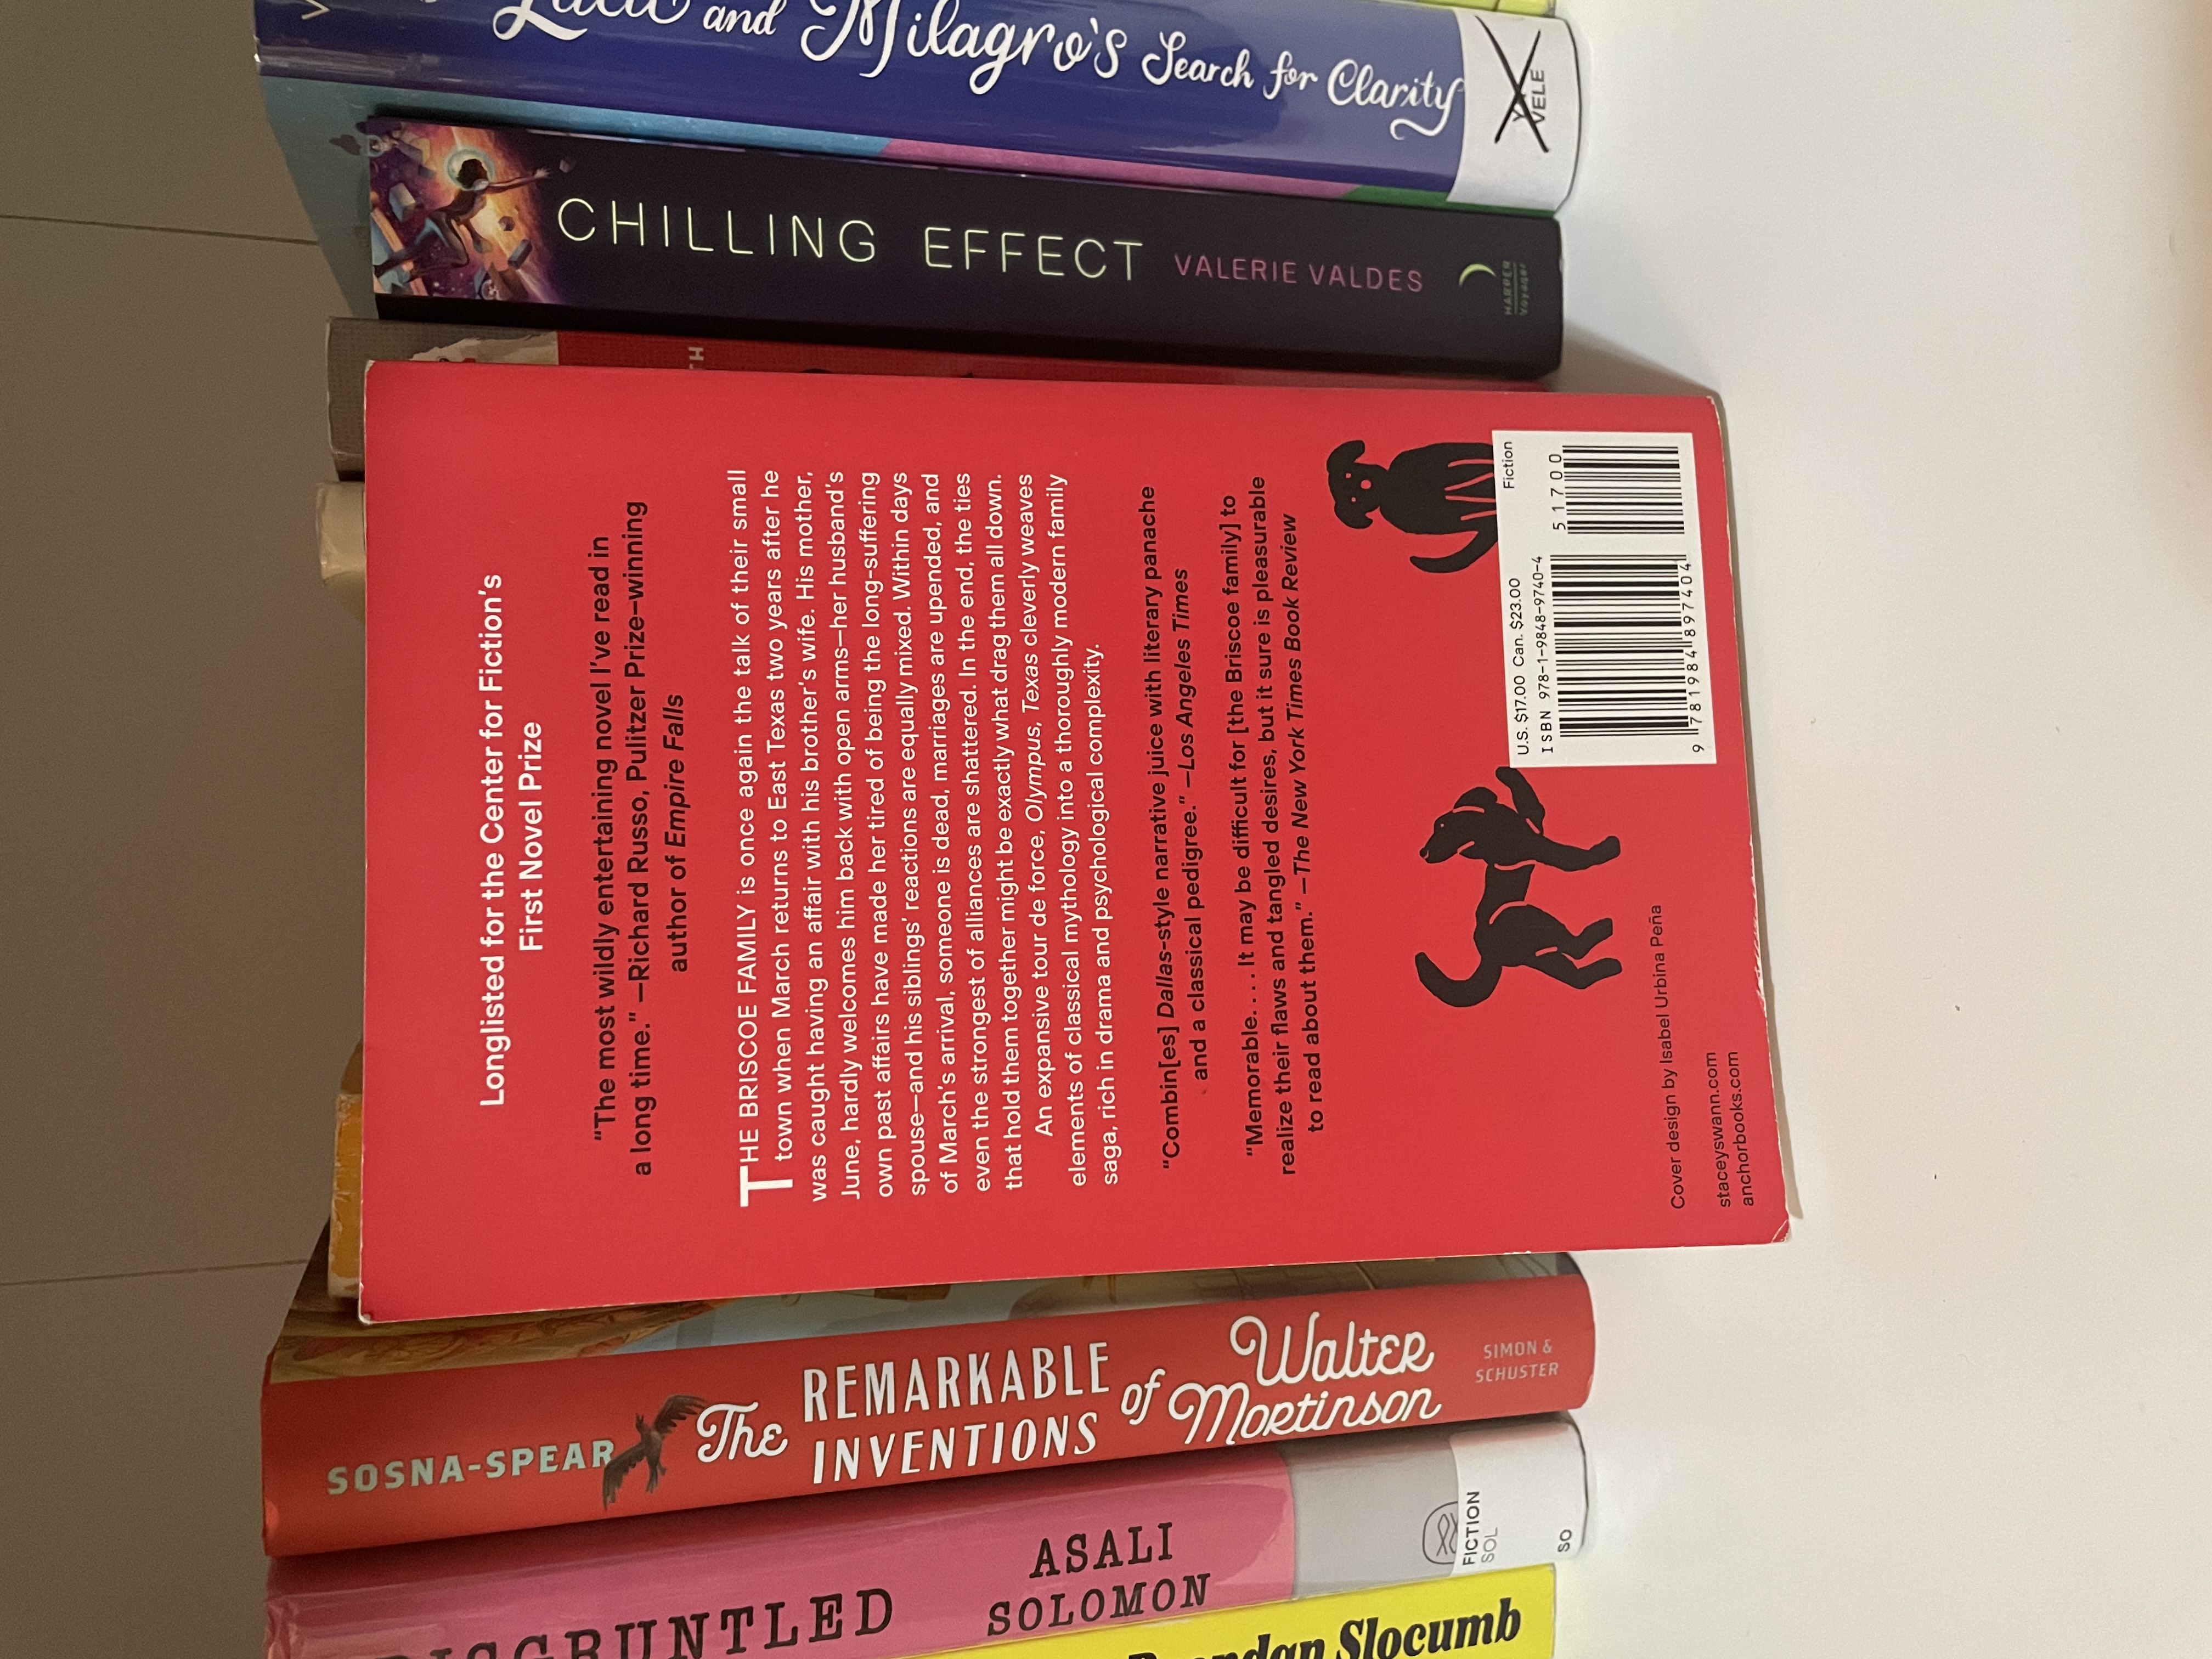 and Milagro's Search for Clarity
VELE
CHILLING EFFECT VALERIE VALDES
HARPER
Voyager
TH
Longlisted for the Center for Fiction's
First Novel Prize
"The most wildly entertaining novel I've read in
a long time." —Richard Russo, Pulitzer Prize–winning
author of Empire Falls
THE BRISCOE FAMILY is once again the talk of their small
town when March returns to East Texas two years after he
was caught having an affair with his brother's wife. His mother,
June, hardly welcomes him back with open arms—her husband's
own past affairs have made her tired of being the long-suffering
spouse—and his siblings' reactions are equally mixed. Within days
of March's arrival, someone is dead, marriages are upended, and
even the strongest of alliances are shattered. In the end, the ties
that hold them together might be exactly what drag them all down.
An expansive tour de force, Olympus, Texas cleverly weaves
elements of classical mythology into a thoroughly modern family
saga, rich in drama and psychological complexity.
"Combin[es] Dallas-style narrative juice with literary panache
and a classical pedigree." —Los Angeles Times
"Memorable. . . . It may be difficult for [the Briscoe family] to
realize their flaws and tangled desires, but it sure is pleasurable
to read about them." —The New York Times Book Review
Fiction
U.S. $17.00 Can. $23.00
ISBN 978-1-9848-9740-4
51700
9 781984 897404
Cover design by Isabel Urbina Peña
staceyswann.com
anchorbooks.com
SOSNA-SPEAR
The REMARKABLE
INVENTIONS of Walter
Mortinson
SIMON &
SCHUSTER
DISGRUNTLED
ASALI
SOLOMON
FICTION
SOL
SO
Brendan Slocumb